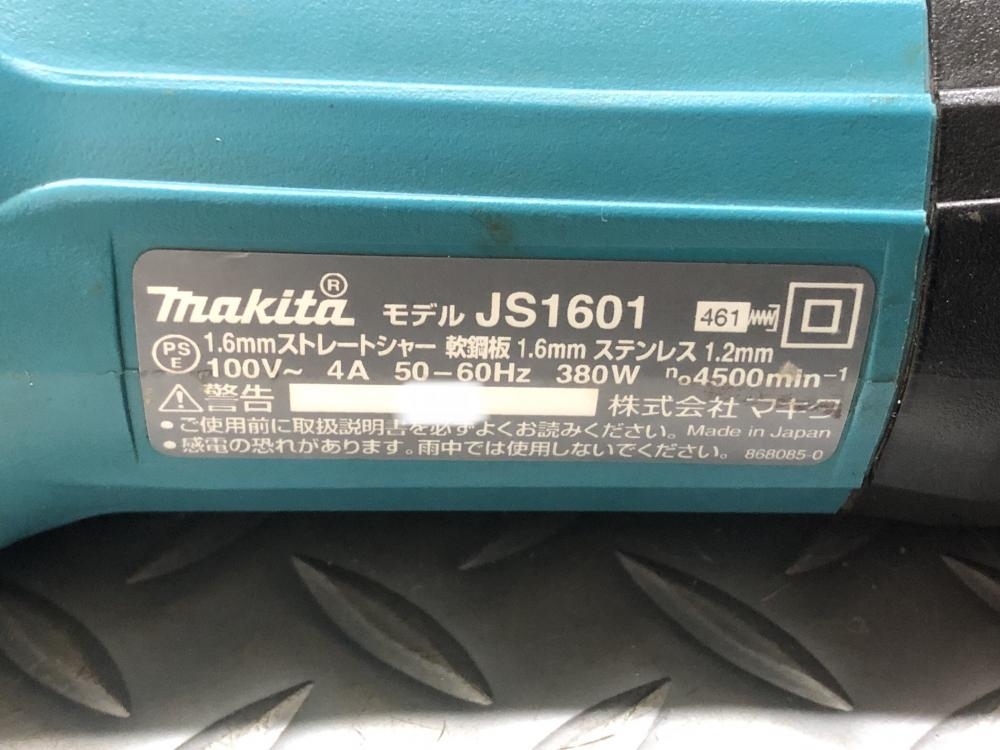 makita® モデル JS1601 461
PSE 1.6mmストレートシャー 軟鋼板 1.6mm ステンレス 1.2mm
100V~ 4A 50-60Hz 380W n₀4500min⁻¹
警告 株式会社マキタ
・ご使用前に取扱説明書を必ずよくお読みください。 Made in Japan
・感電の恐れがあります。雨中では使用しないでください。 868085-0